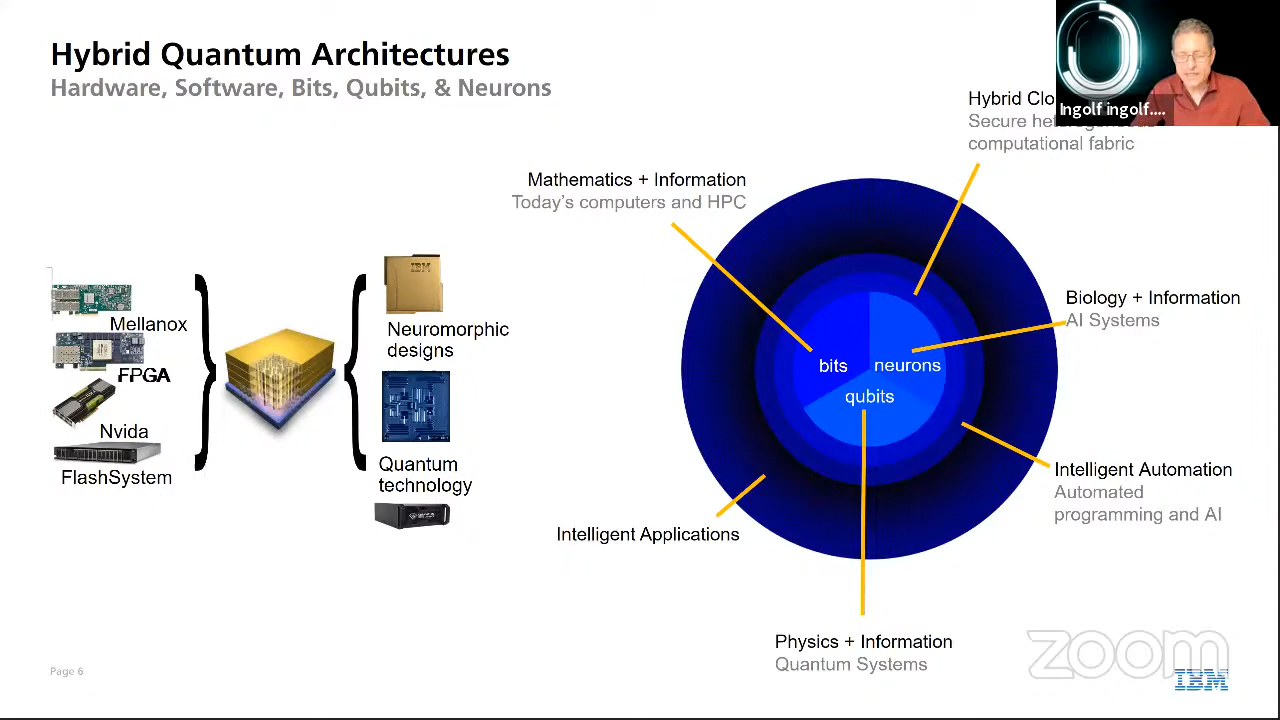 Hybrid Quantum Architectures
Hardware, Software, Bits, Qubits, & Neurons
Ingolf ingolf....
Hybrid Clo
Secure
computational fabric
Mathematics + Information
Today's computers and HPC
Mellanox
FPGA
Nvidia
FlashSystem
IBM
Neuromorphic
designs
Quantum
technology
bits
neurons
qubits
Biology + Information
AI Systems
Intelligent Automation
Automated
programming and AI
Intelligent Applications
Physics + Information
Quantum Systems
Page 6
zoom
IBM